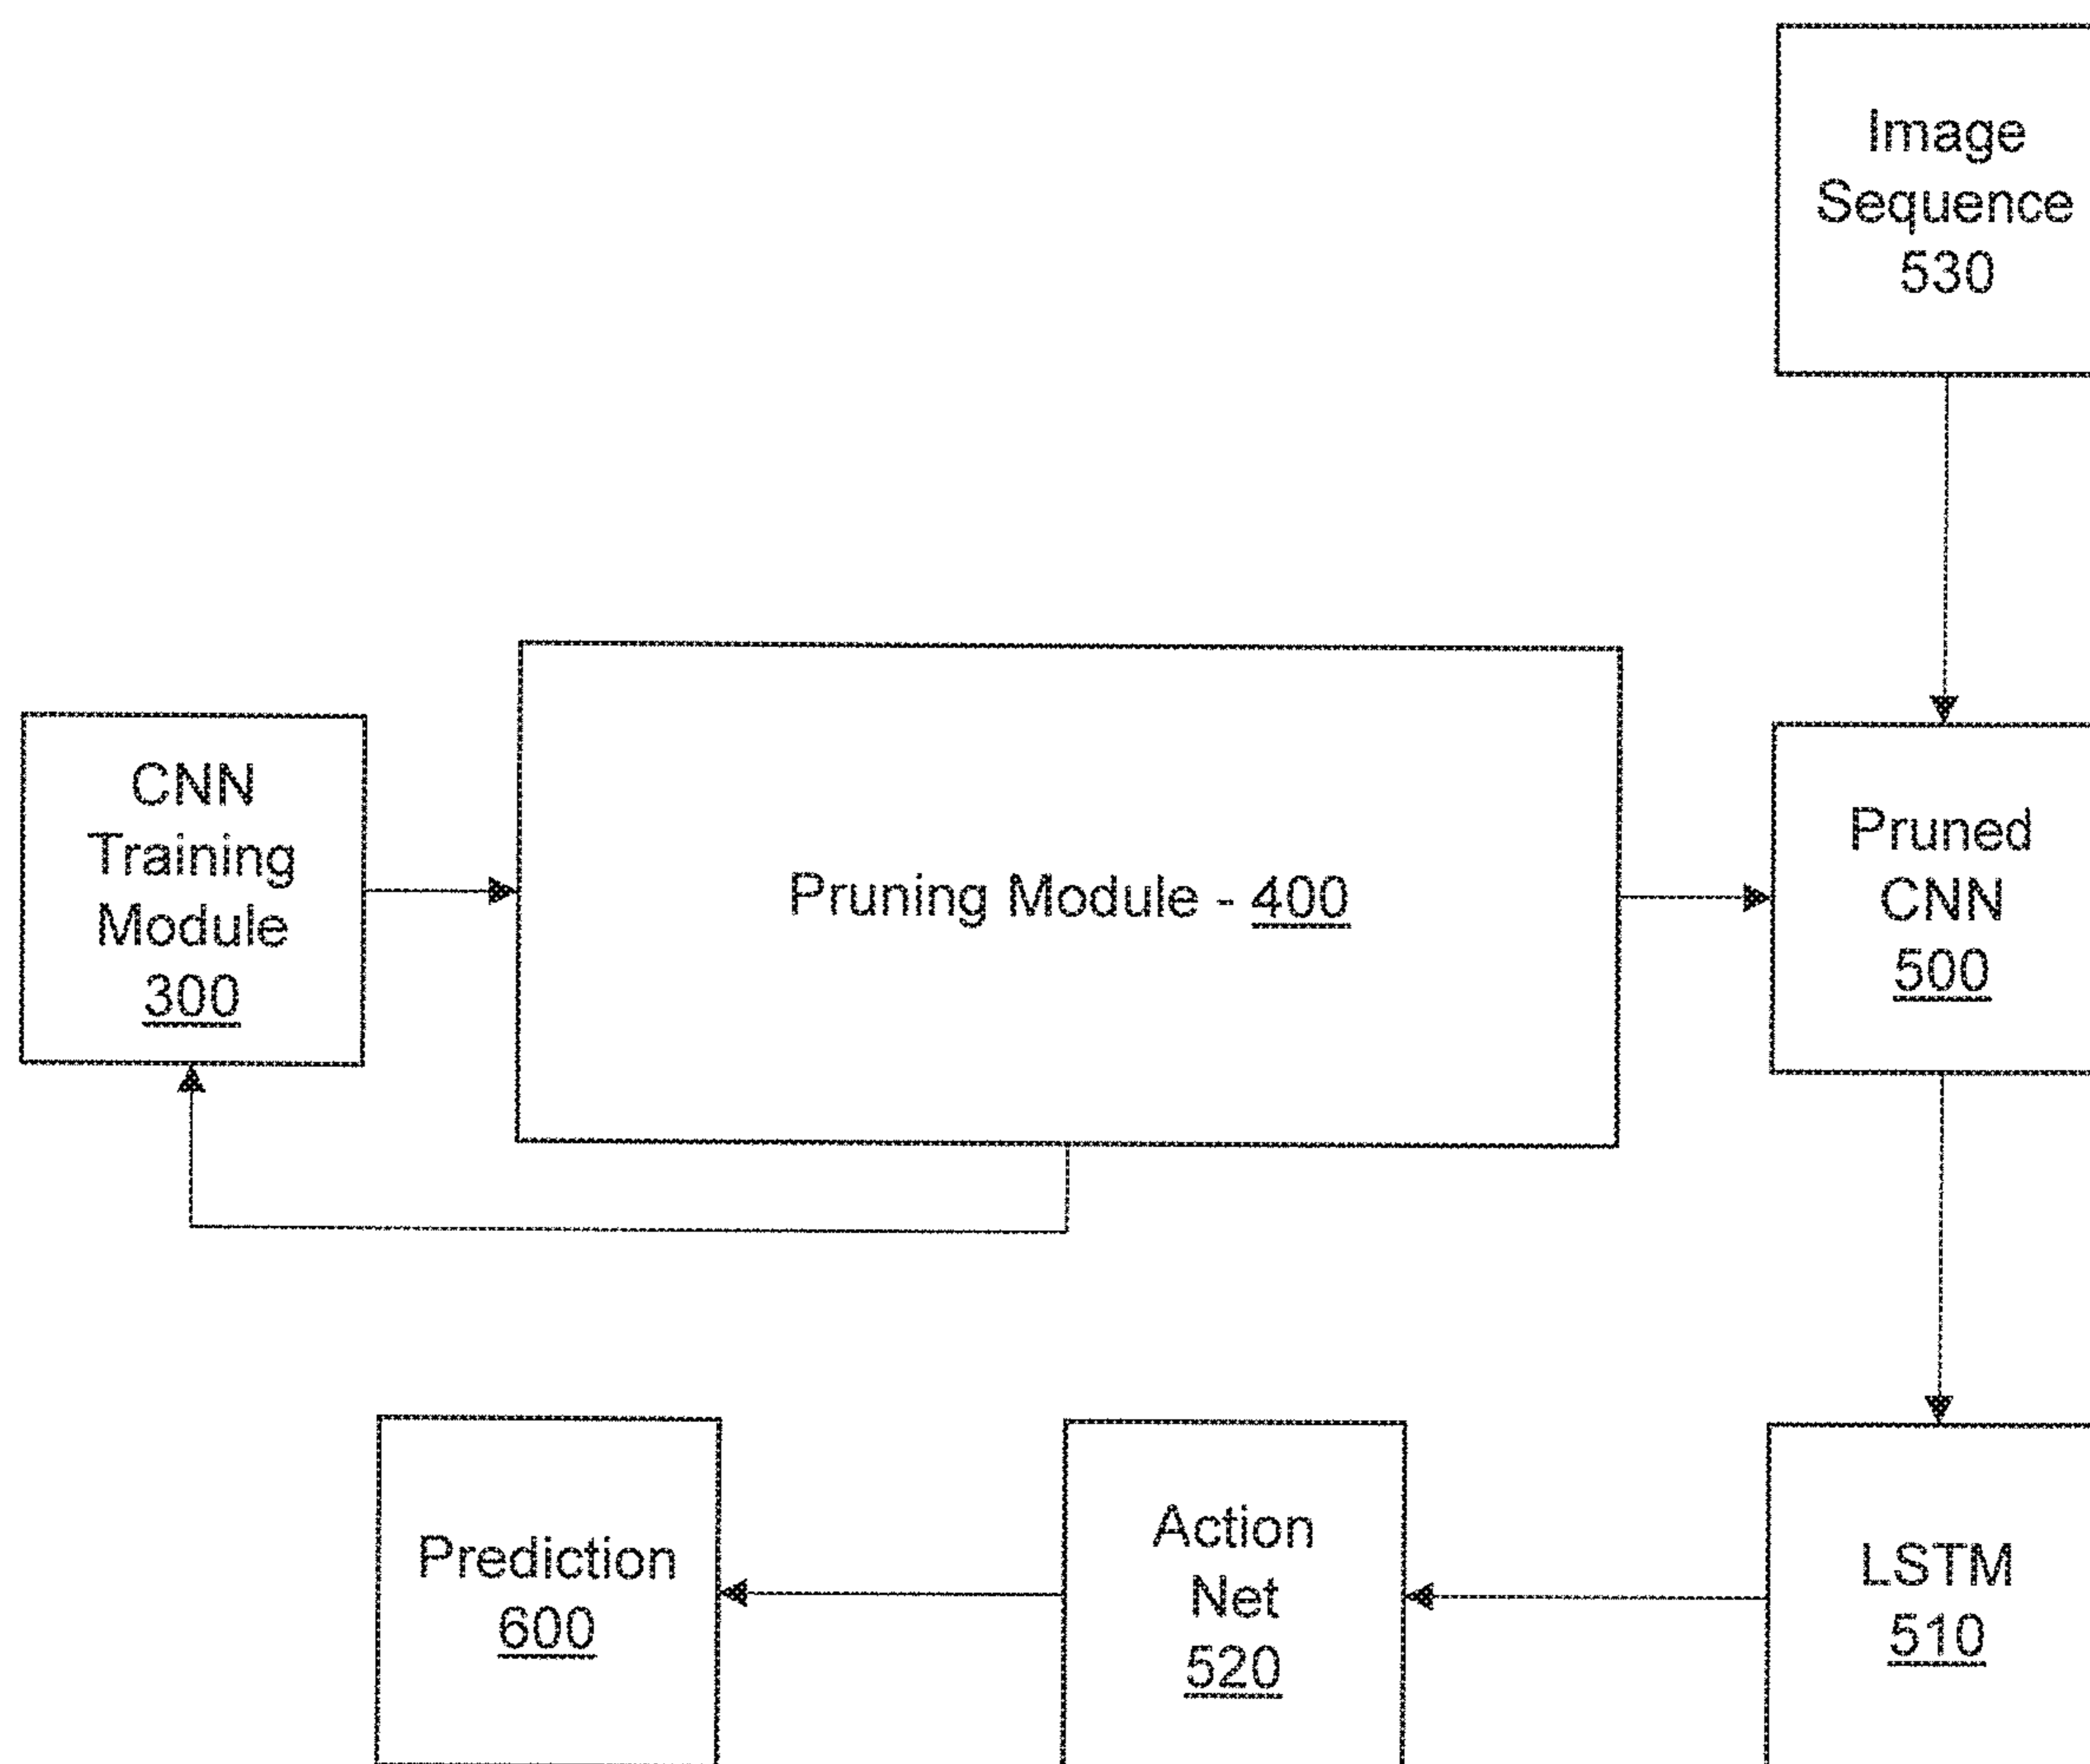 Image
Sequence
530
CNN
Training
Module
300
Pruning Module - 400
Pruned
CNN
500
Prediction
600
Action
Net
520
LSTM
510